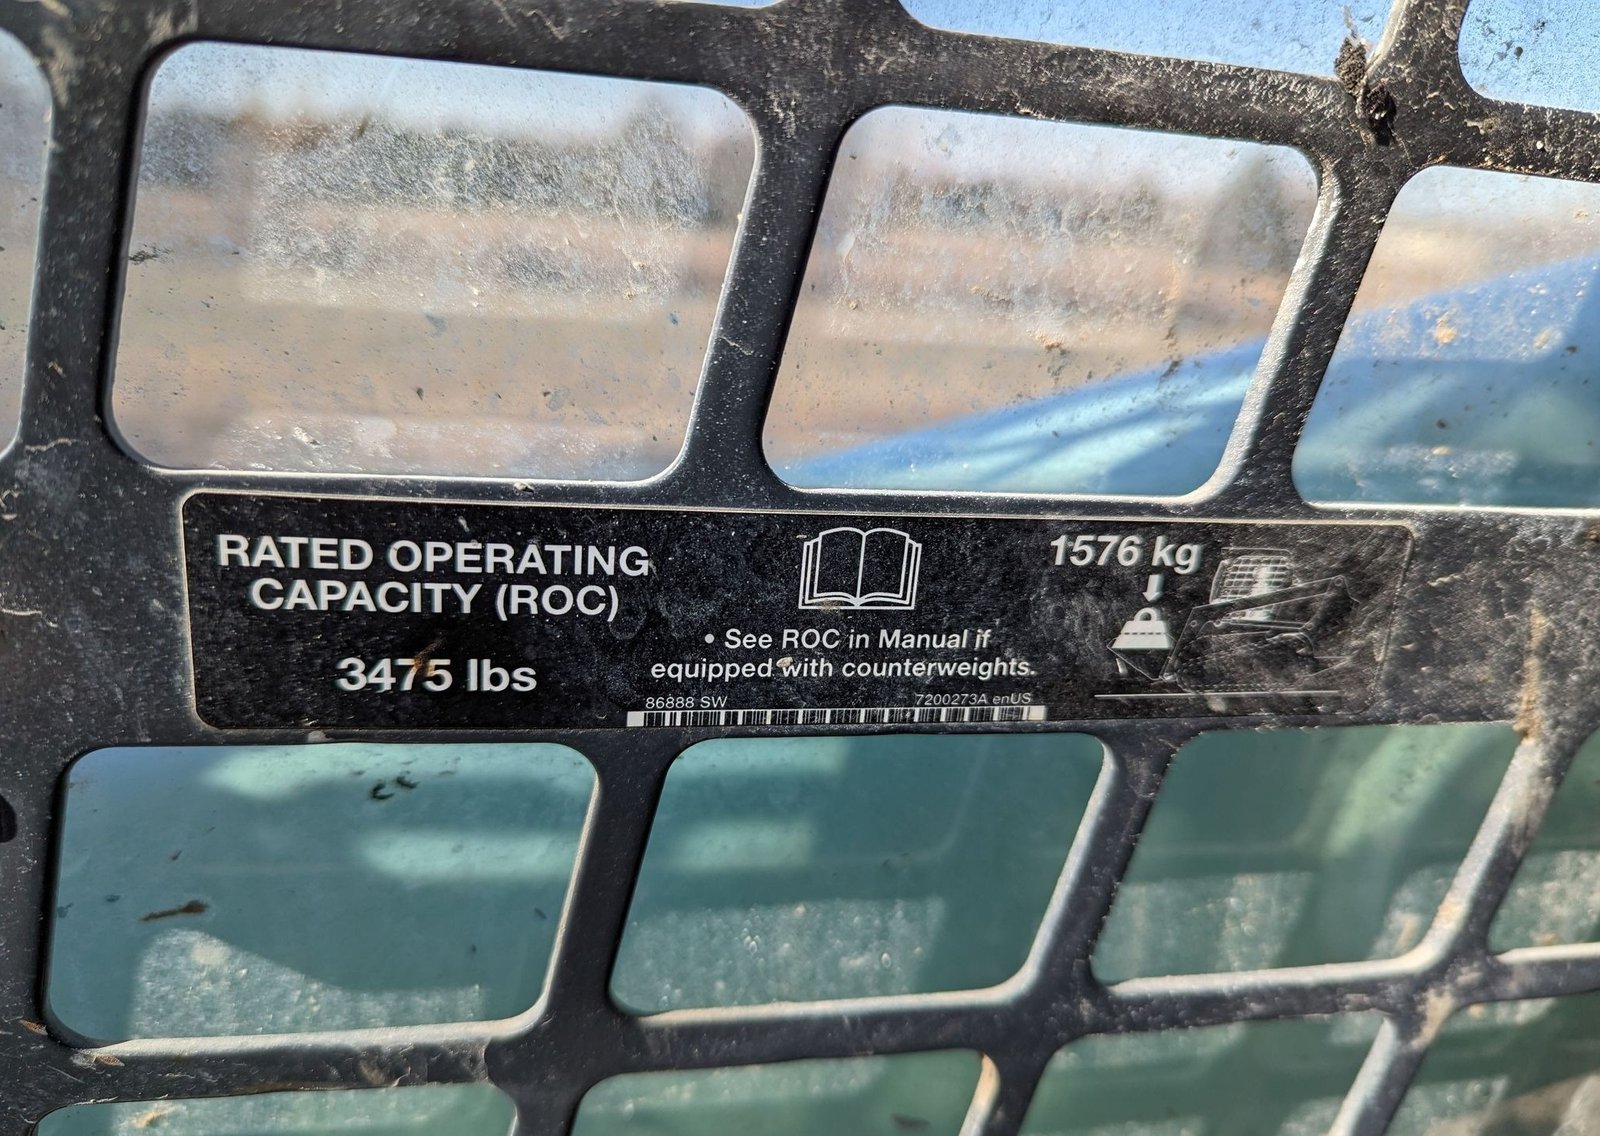 RATED OPERATING
CAPACITY (ROC)
3475 lbs
• See ROC in Manual if
equipped with counterweights.
86888 SW 7200273A enUS
1576 kg